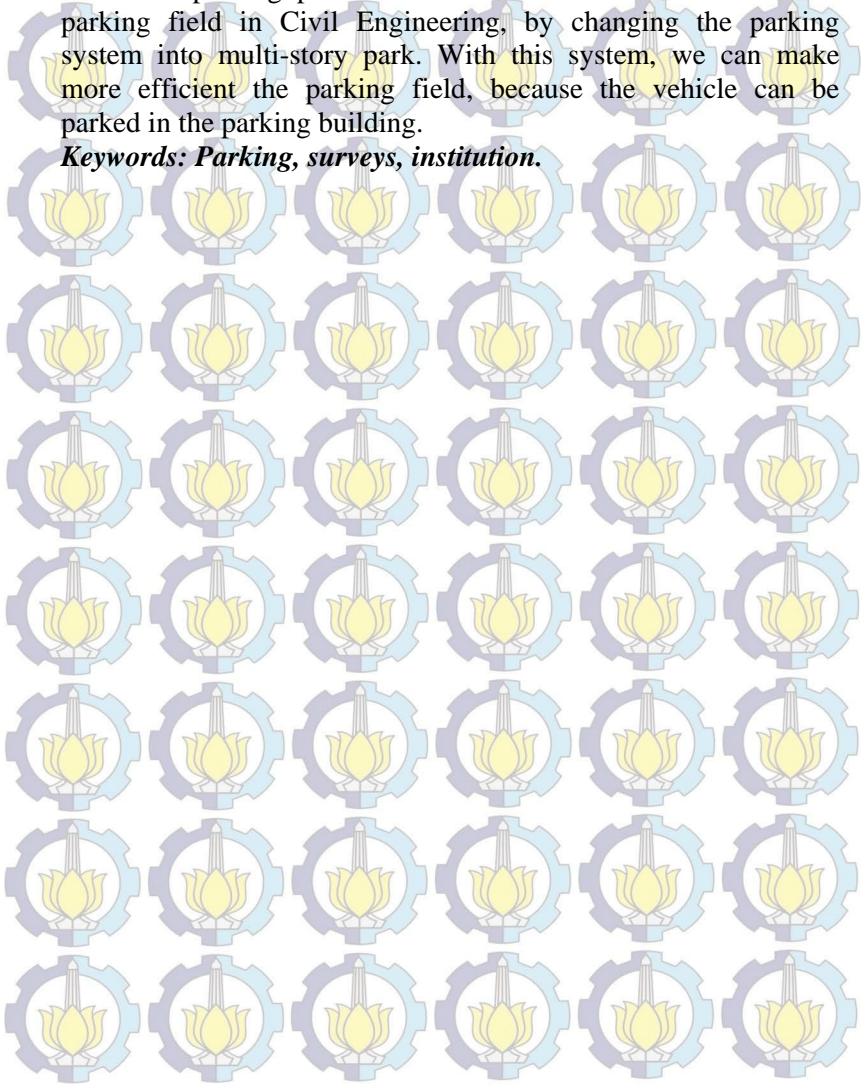 parking field in Civil Engineering, by changing the parking
system into multi-story park. With this system, we can make
more efficient the parking field, because the vehicle can be
parked in the parking building.
Keywords: Parking, surveys, institution.